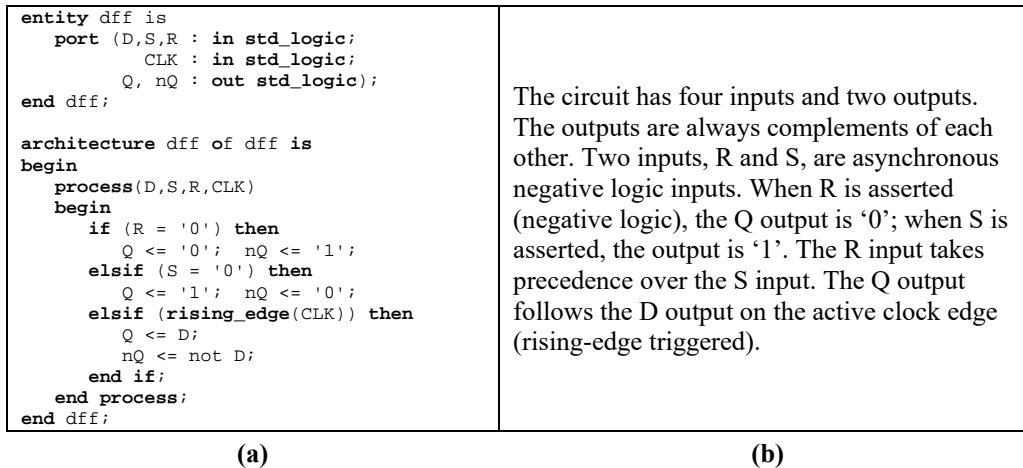 entity dff is
   port (D,S,R : in std_logic;
            CLK : in std_logic;
          Q, nQ : out std_logic);
end dff;

architecture dff of dff is
begin
   process(D,S,R,CLK)
   begin
      if (R = '0') then
         Q <= '0';  nQ <= '1';
      elsif (S = '0') then
         Q <= '1';  nQ <= '0';
      elsif (rising_edge(CLK)) then
         Q <= D;
         nQ <= not D;
      end if;
   end process;
end dff;
(a)
The circuit has four inputs and two outputs.
The outputs are always complements of each
other. Two inputs, R and S, are asynchronous
negative logic inputs. When R is asserted
(negative logic), the Q output is ‘0’; when S is
asserted, the output is ‘1’. The R input takes
precedence over the S input. The Q output
follows the D output on the active clock edge
(rising-edge triggered).
(b)